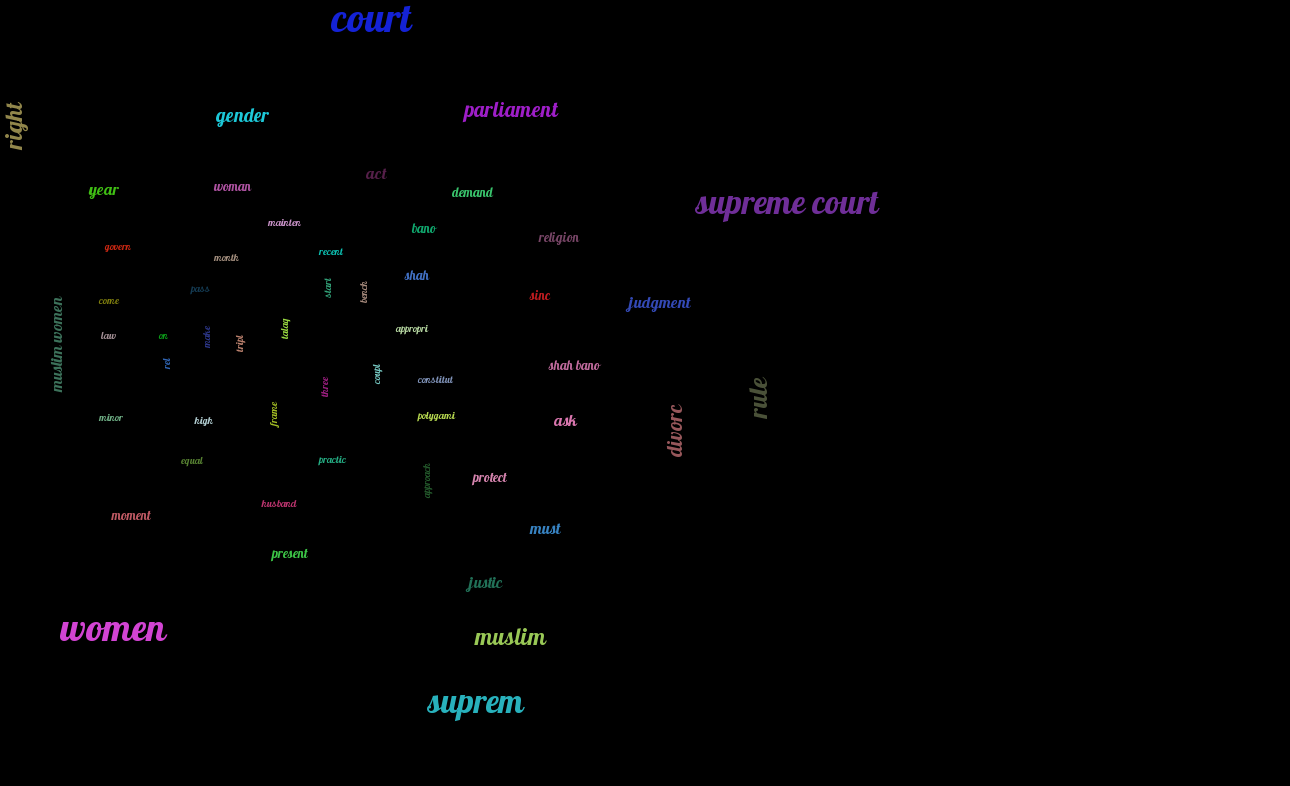 court
right
gender
parliament
act
year
woman
demand
supreme court
mainten
bano
religion
govern
month
recent
shah
start
bench
pass
sinc
come
judgment
muslim women
law
on
make
tript
talaq
appropri
rel
coupl
shah bano
constitut
three
rule
minor
high
frame
polygami
ask
divorc
equal
practic
approach
protect
husband
moment
must
present
justic
women
muslim
suprem